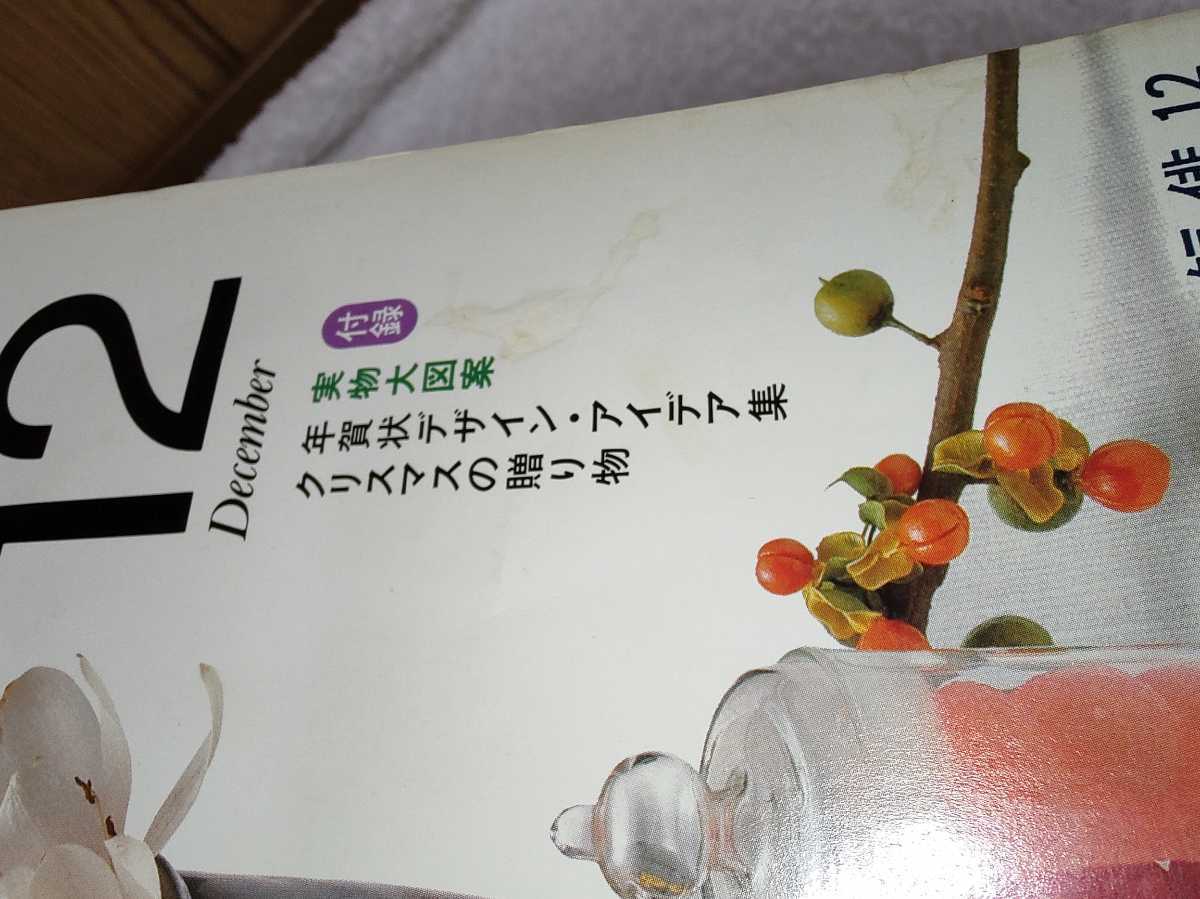 12
December
付録
実物大図案
年賀状デザイン・アイデア集
クリスマスの贈り物
12